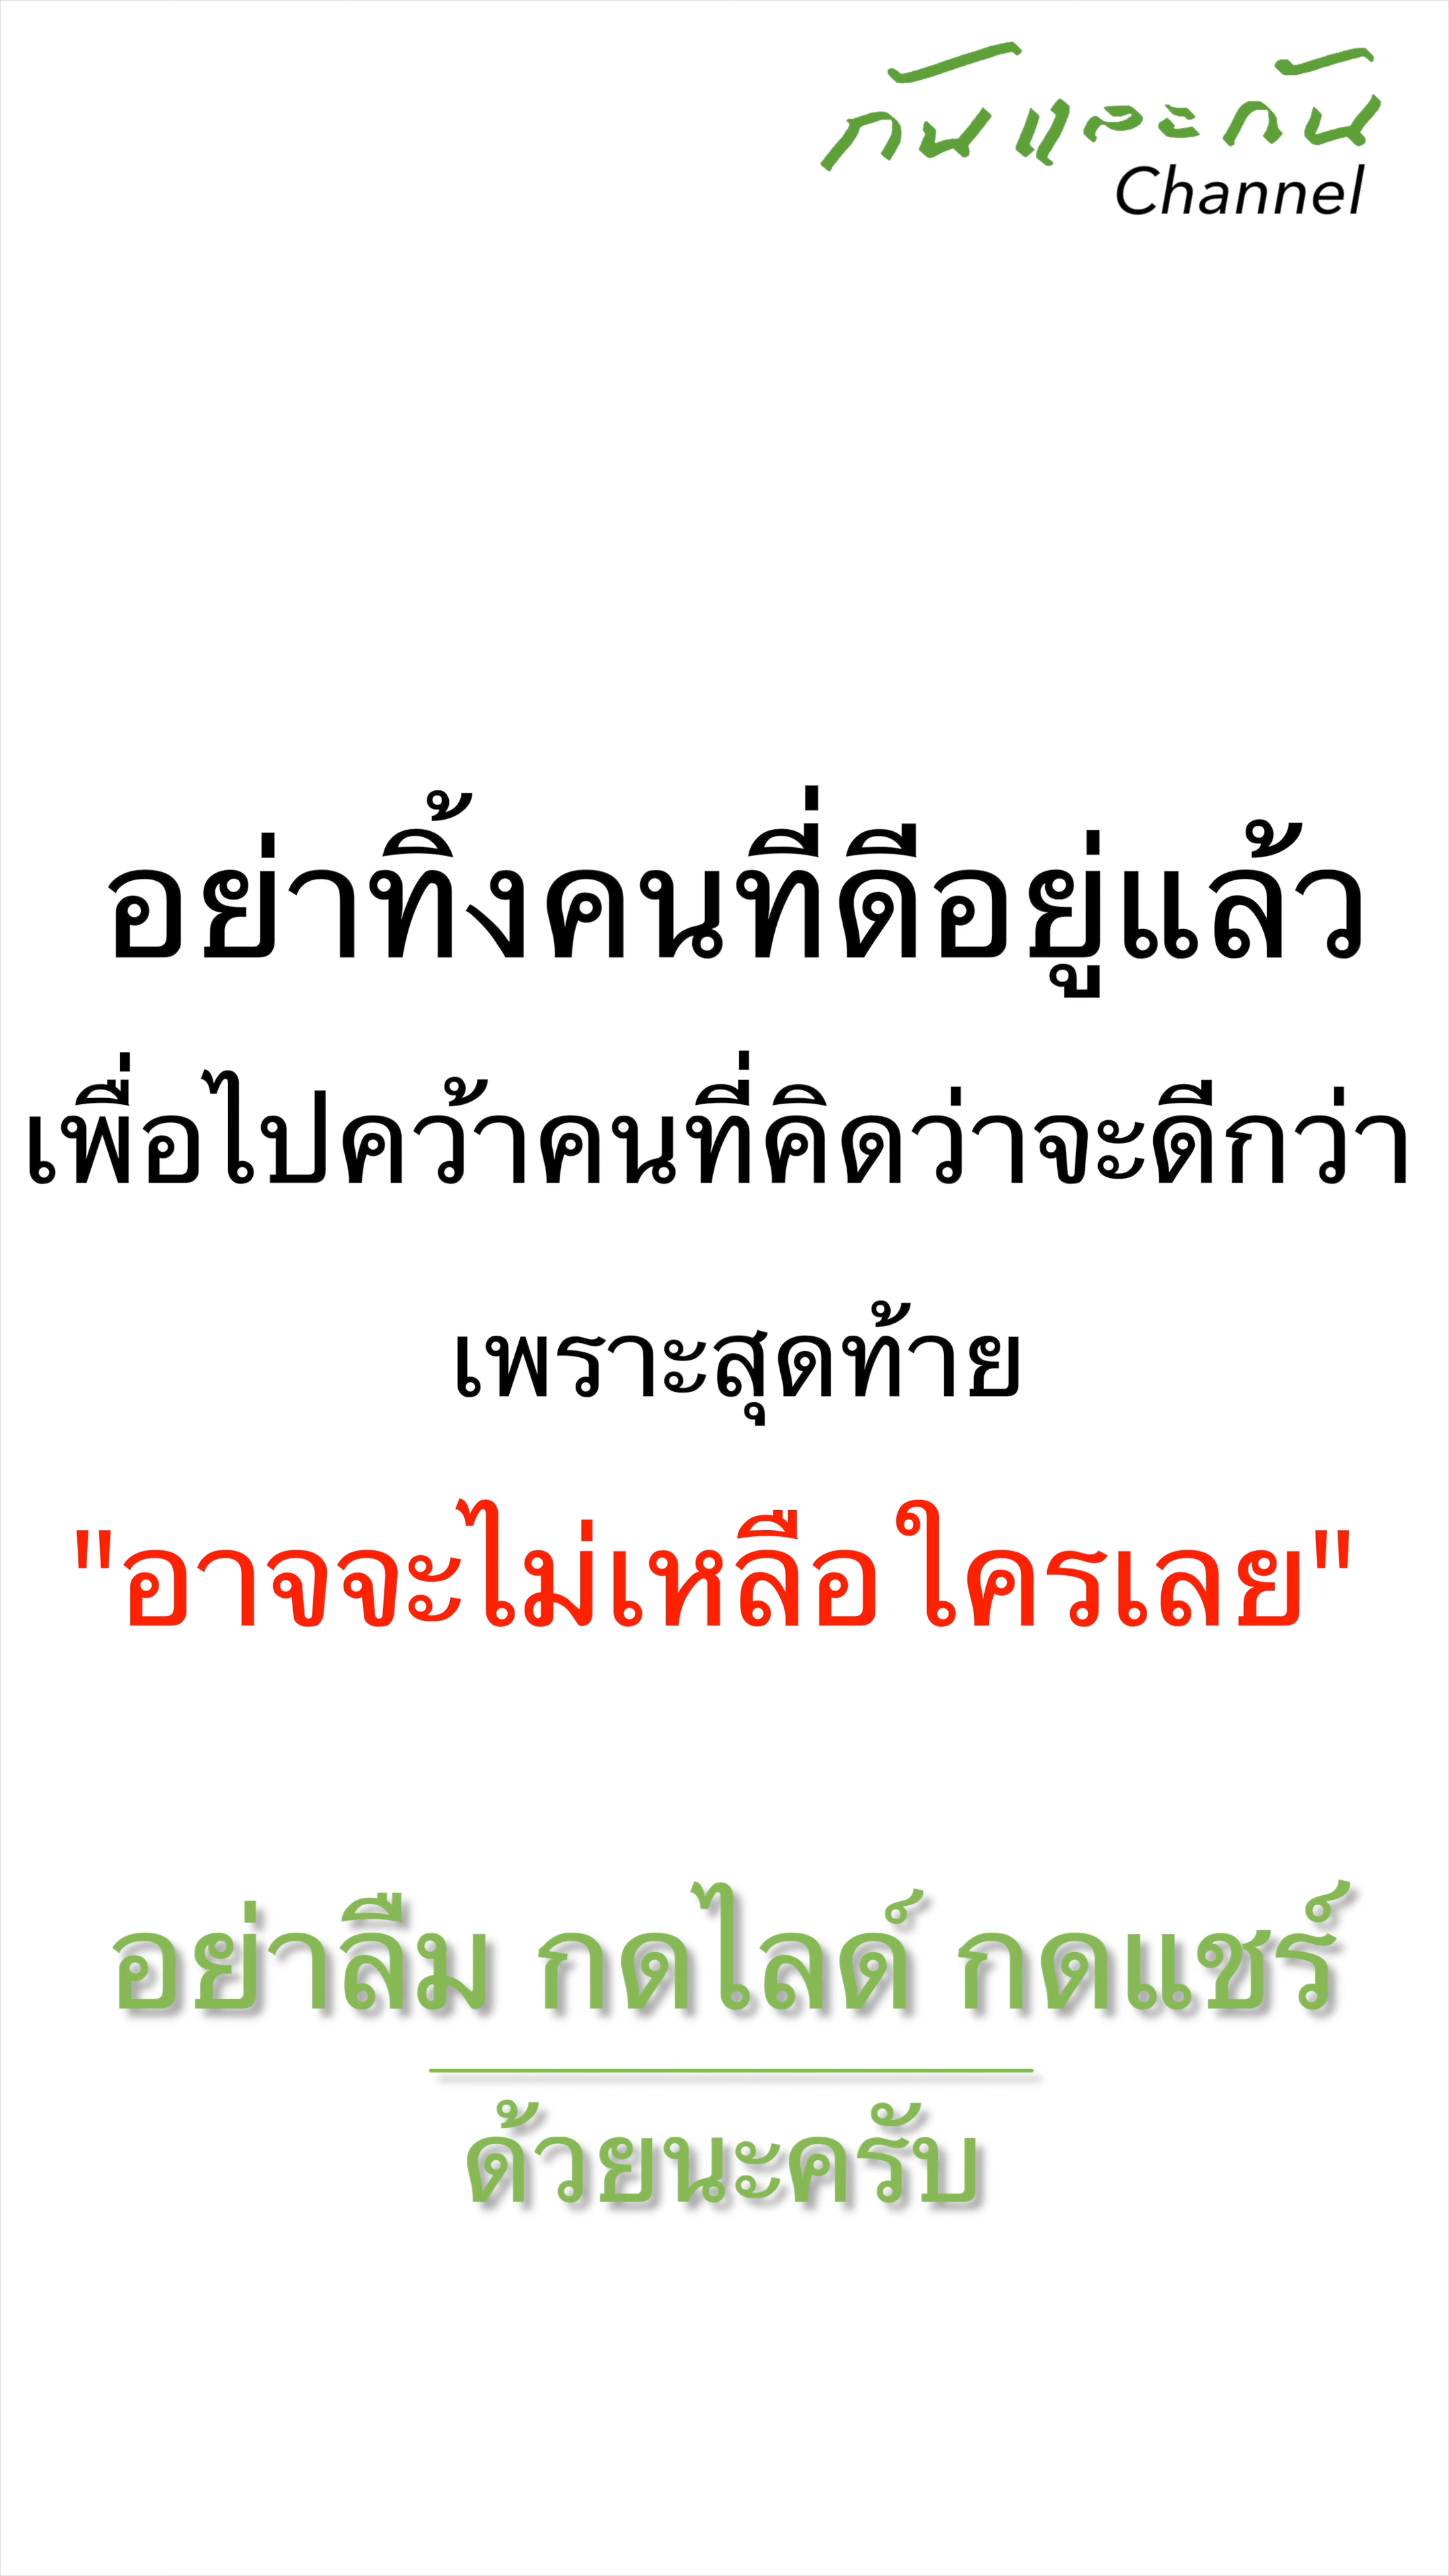 กันและกัน
Channel
อย่าทิ้งคนที่ดีอยู่แล้ว
เพื่อไปคว้าคนที่คิดว่าจะดีกว่า
เพราะสุดท้าย
"อาจจะไม่เหลือใครเลย"
อย่าลืม กดไลด์ กดแชร์
ด้วยนะครับ